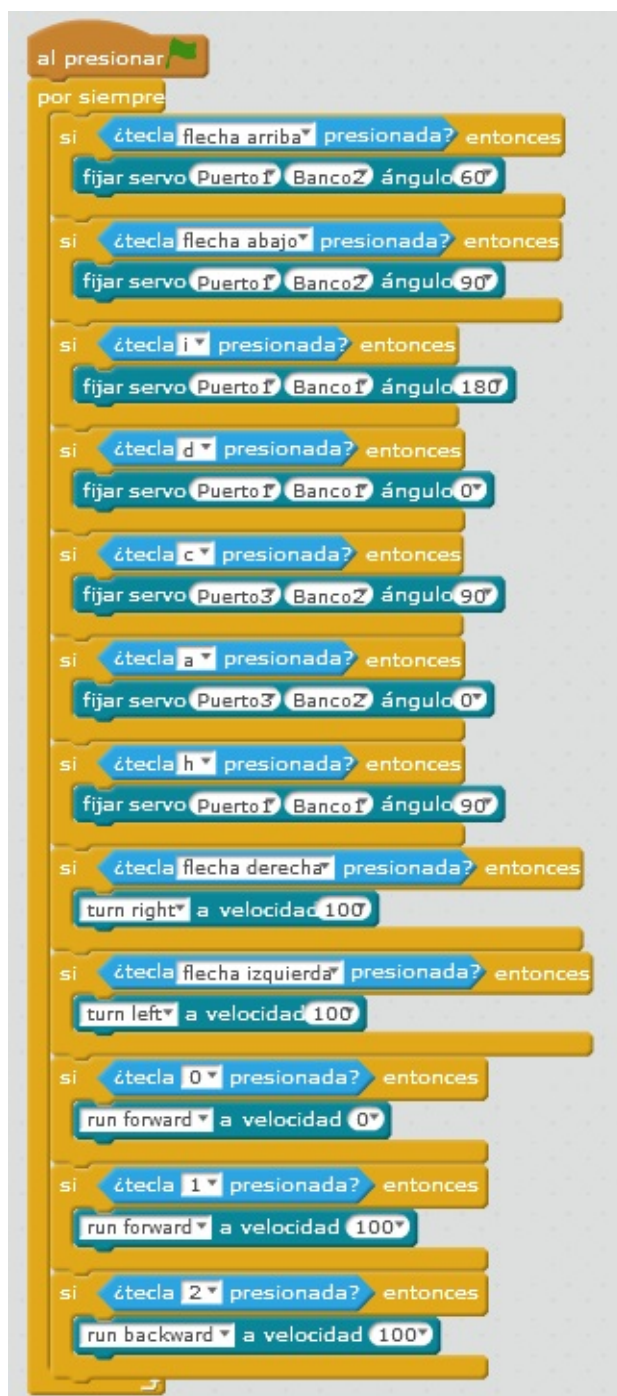 al presionar
por siempre
si ¿tecla flecha arriba presionada? entonces
fijar servo Puerto1 Banco2 ángulo 60
si ¿tecla flecha abajo presionada? entonces
fijar servo Puerto1 Banco2 ángulo 90
si ¿tecla i presionada? entonces
fijar servo Puerto1 Banco1 ángulo 180
si ¿tecla d presionada? entonces
fijar servo Puerto1 Banco1 ángulo 0
si ¿tecla c presionada? entonces
fijar servo Puerto3 Banco2 ángulo 90
si ¿tecla a presionada? entonces
fijar servo Puerto3 Banco2 ángulo 0
si ¿tecla h presionada? entonces
fijar servo Puerto1 Banco1 ángulo 90
si ¿tecla flecha derecha presionada? entonces
turn right a velocidad 100
si ¿tecla flecha izquierda presionada? entonces
turn left a velocidad 100
si ¿tecla 0 presionada? entonces
run forward a velocidad 0
si ¿tecla 1 presionada? entonces
run forward a velocidad 100
si ¿tecla 2 presionada? entonces
run backward a velocidad 100